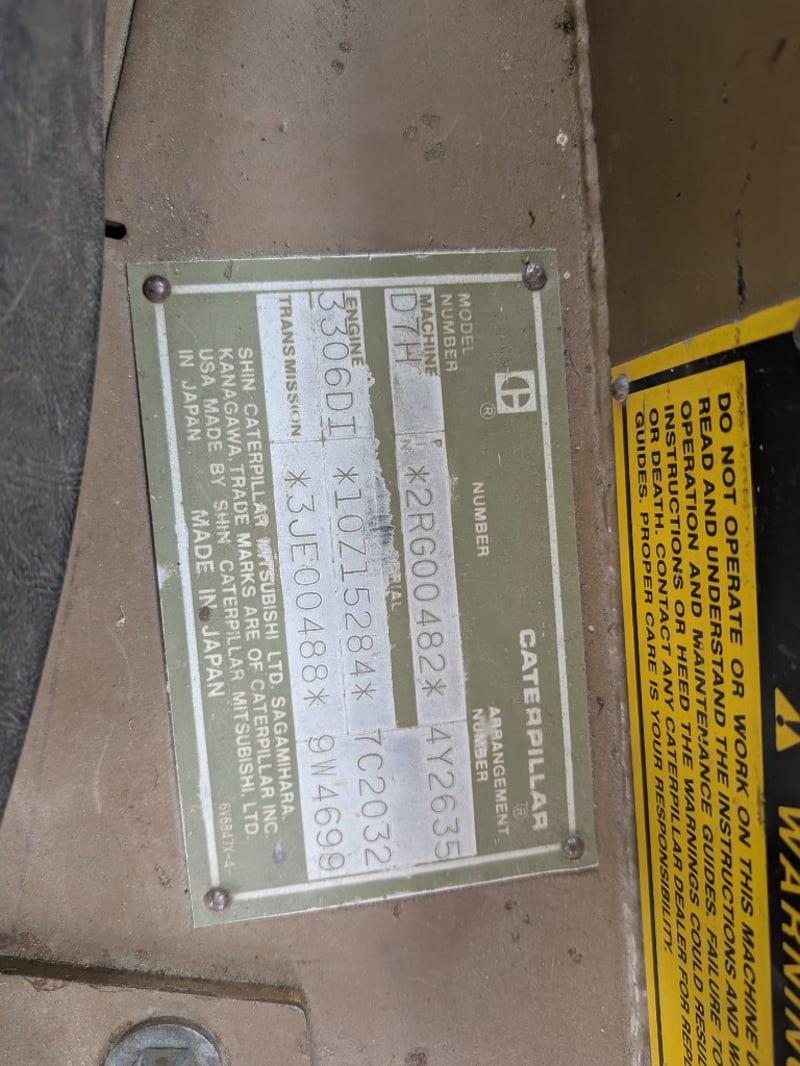 CATERPILLAR ®
®
MODEL NUMBER
NUMBER
ARRANGEMENT NUMBER
MACHINE
PIN
D7H *2RG00482* 4Y2635
ENGINE
3306DI *10Z15284* 7C2032
TRANSMISSION *3JE00488* 9W4699
SHIN CATERPILLAR MITSUBISHI LTD. SAGAMIHARA,
KANAGAWA, TRADE MARKS ARE OF CATERPILLAR INC.
USA MADE BY SHIN CATERPILLAR MITSUBISHI, LTD.
IN JAPAN MADE IN JAPAN
6V6847X-4
WARNING
DO NOT OPERATE OR WORK ON THIS MACHINE
READ AND UNDERSTAND THE INSTRUCTIONS AND
OPERATION AND MAINTENANCE GUIDES. FAILURE TO
INSTRUCTIONS OR HEED THE WARNINGS COULD
OR DEATH. CONTACT ANY CATERPILLAR DEALER FOR
GUIDES. PROPER CARE IS YOUR RESPONSIBILITY.